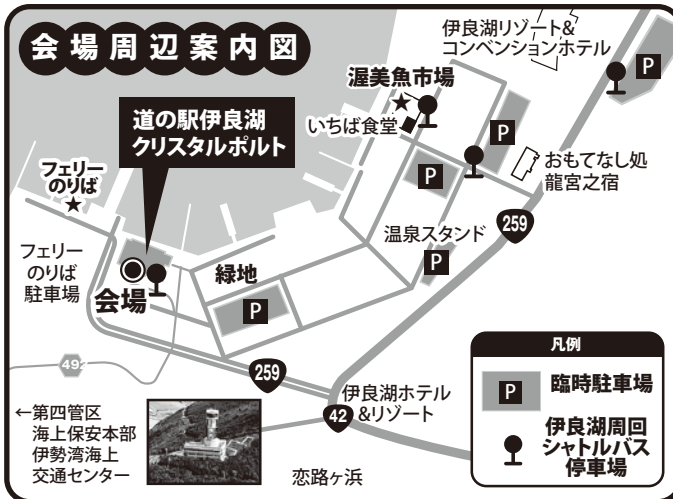 会場周辺案内図
伊良湖リゾート&
コンベンションホテル
P
渥美魚市場
いちば食堂
P
道の駅伊良湖
クリスタルポルト
フェリー
のりば
P
おもてなし処
龍宮之宿
259
温泉スタンド
P
フェリー
のりば
駐車場
会場
緑地
P
492
259
伊良湖ホテル
&リゾート
42
←第四管区
海上保安本部
伊勢湾海上
交通センター
恋路ヶ浜
凡例
P
臨時駐車場
伊良湖周回
シャトルバス
停車場